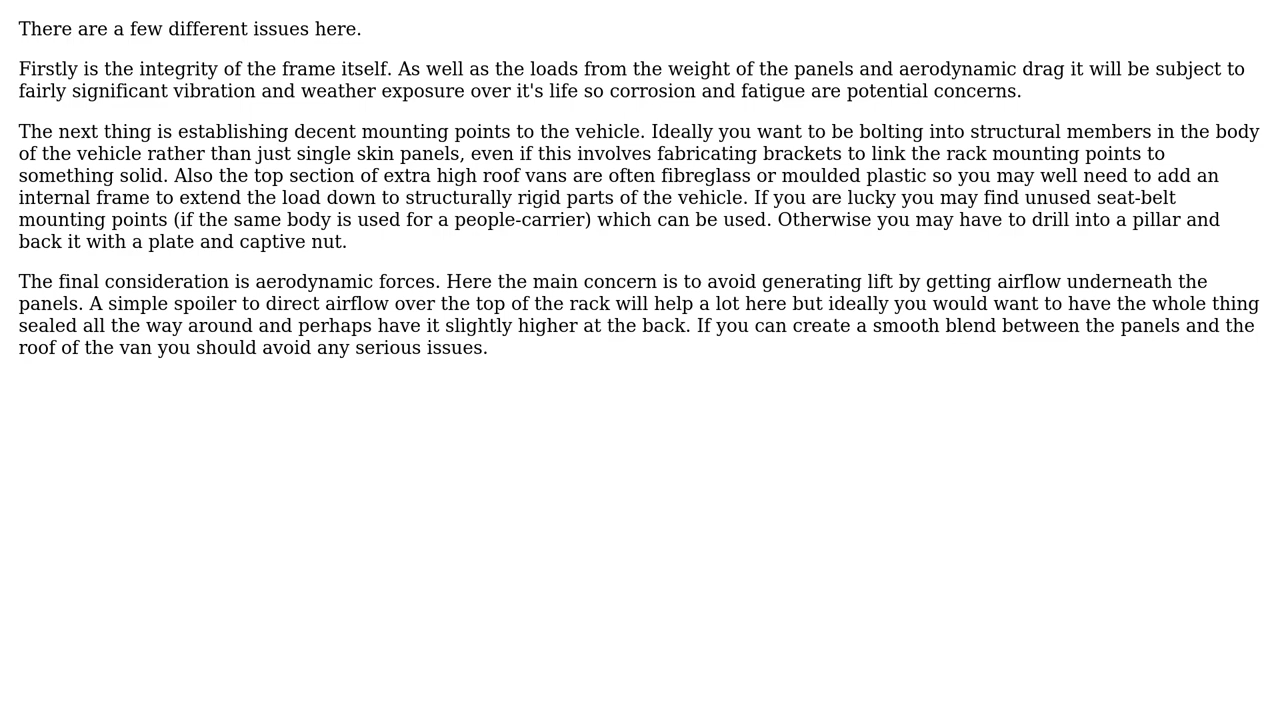 There are a few different issues here.
Firstly is the integrity of the frame itself. As well as the loads from the weight of the panels and aerodynamic drag it will be subject to
fairly significant vibration and weather exposure over it's life so corrosion and fatigue are potential concerns.
The next thing is establishing decent mounting points to the vehicle. Ideally you want to be bolting into structural members in the body
of the vehicle rather than just single skin panels, even if this involves fabricating brackets to link the rack mounting points to
something solid. Also the top section of extra high roof vans are often fibreglass or moulded plastic so you may well need to add an
internal frame to extend the load down to structurally rigid parts of the vehicle. If you are lucky you may find unused seat-belt
mounting points (if the same body is used for a people-carrier) which can be used. Otherwise you may have to drill into a pillar and
back it with a plate and captive nut.
The final consideration is aerodynamic forces. Here the main concern is to avoid generating lift by getting airflow underneath the
panels. A simple spoiler to direct airflow over the top of the rack will help a lot here but ideally you would want to have the whole thing
sealed all the way around and perhaps have it slightly higher at the back. If you can create a smooth blend between the panels and the
roof of the van you should avoid any serious issues.